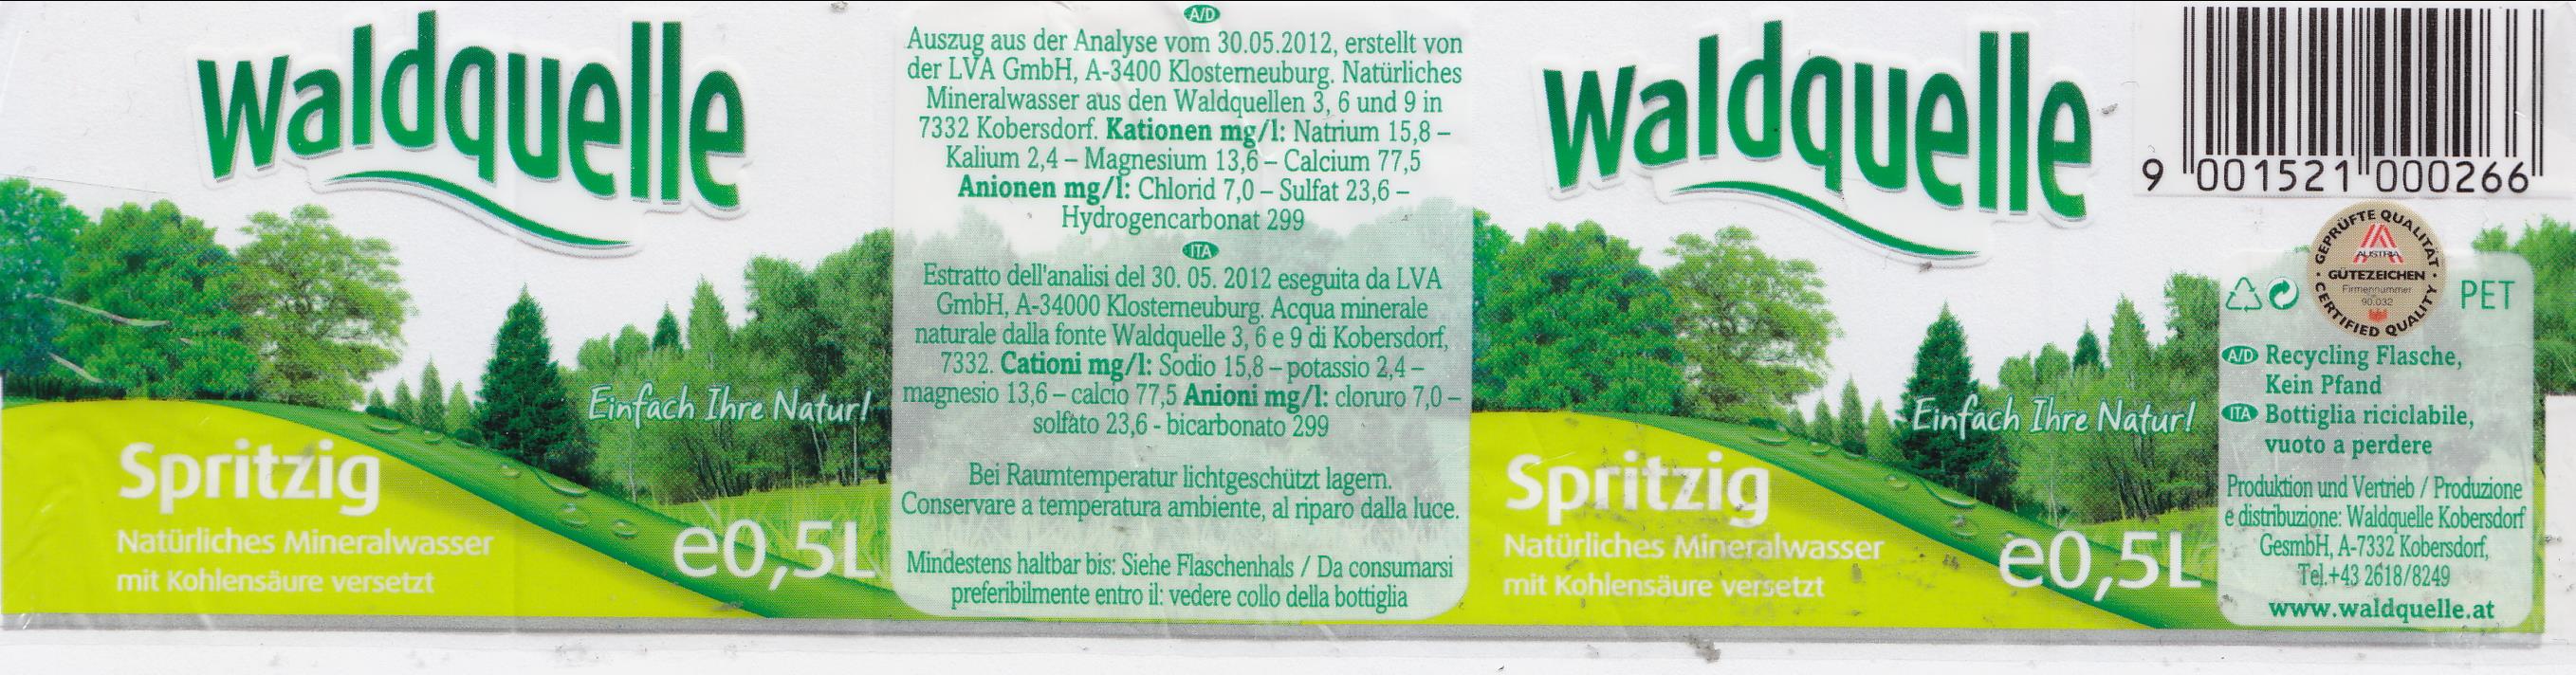 waldquelle
Einfach Ihre Natur!
Spritzig
Natürliches Mineralwasser
mit Kohlensäure versetzt
e0,5L
A/D
Auszug aus der Analyse vom 30.05.2012, erstellt von
der LVA GmbH, A-3400 Klosterneuburg. Natürliches
Mineralwasser aus den Waldquellen 3, 6 und 9 in
7332 Kobersdorf. Kationen mg/l: Natrium 15,8 –
Kalium 2,4 – Magnesium 13,6 – Calcium 77,5
Anionen mg/l: Chlorid 7,0 – Sulfat 23,6 –
Hydrogencarbonat 299
ITA
Estratto dell'analisi del 30. 05. 2012 eseguita da LVA
GmbH, A-34000 Klosterneuburg. Acqua minerale
naturale dalla fonte Waldquelle 3, 6 e 9 di Kobersdorf,
7332. Cationi mg/l: Sodio 15,8 – potassio 2,4 –
magnesio 13,6 – calcio 77,5 Anioni mg/l: cloruro 7,0 –
solfato 23,6 - bicarbonato 299
Bei Raumtemperatur lichtgeschützt lagern.
Conservare a temperatura ambiente, al riparo dalla luce.
Mindestens haltbar bis: Siehe Flaschenhals / Da consumarsi
preferibilmente entro il: vedere collo della bottiglia
waldquelle
Einfach Ihre Natur!
Spritzig
Natürliches Mineralwasser
mit Kohlensäure versetzt
e0,5L
9 001521 000266
GEPRÜFTE QUALITÄT
AUSTRIA
GÜTEZEICHEN
Firmennummer
90.032
CERTIFIED QUALITY
PET
A/D Recycling Flasche,
Kein Pfand
ITA Bottiglia riciclabile,
vuoto a perdere
Produktion und Vertrieb / Produzione
e distribuzione: Waldquelle Kobersdorf
GesmbH, A-7332 Kobersdorf,
Tel.+43 2618/8249
www.waldquelle.at